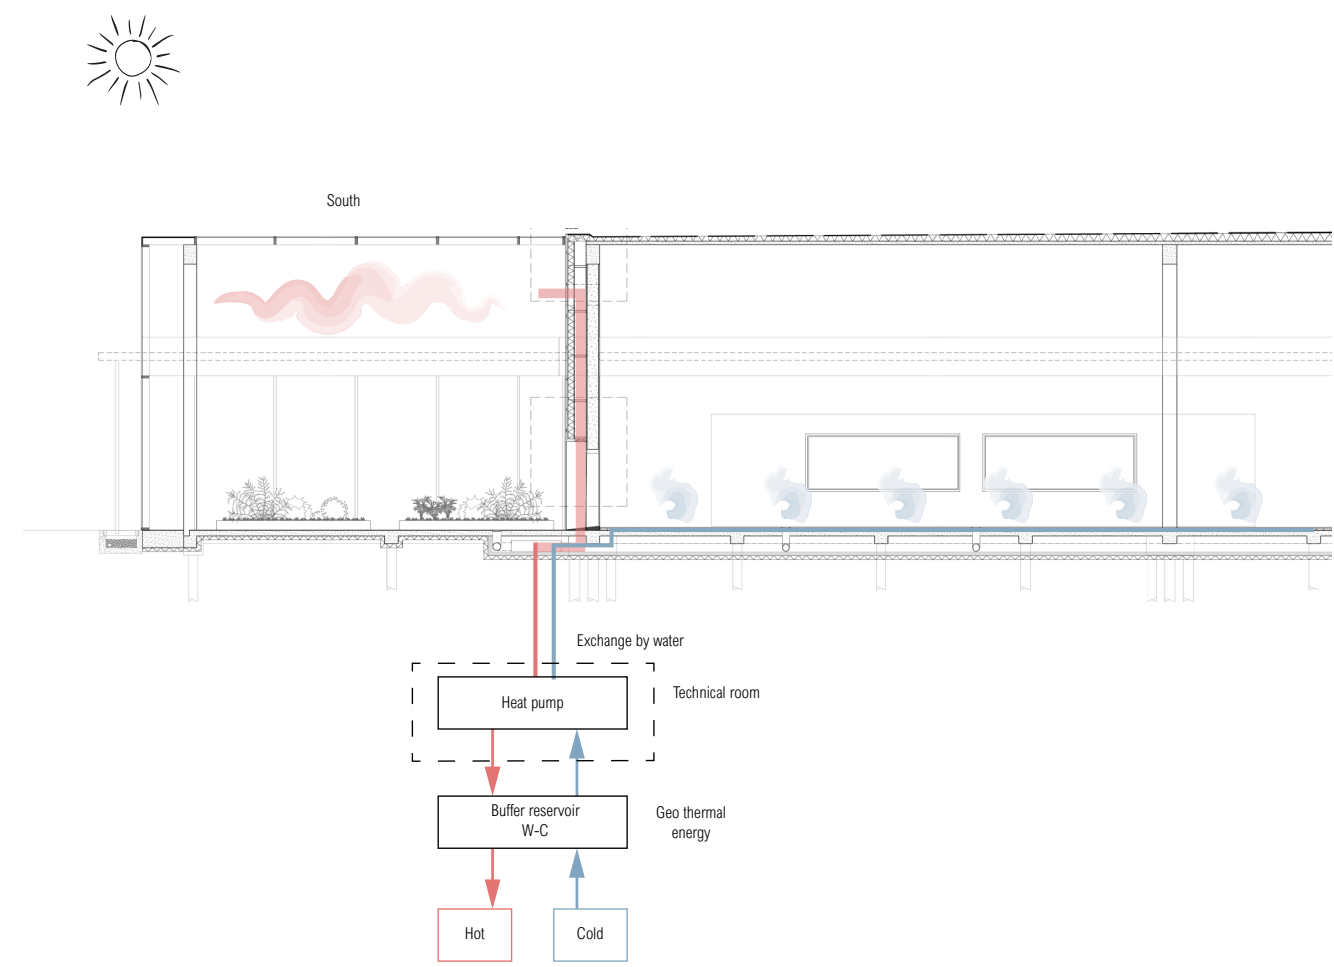 South
Exchange by water
Technical room
Heat pump
Buffer reservoir
W-C
Geo thermal
energy
Hot
Cold